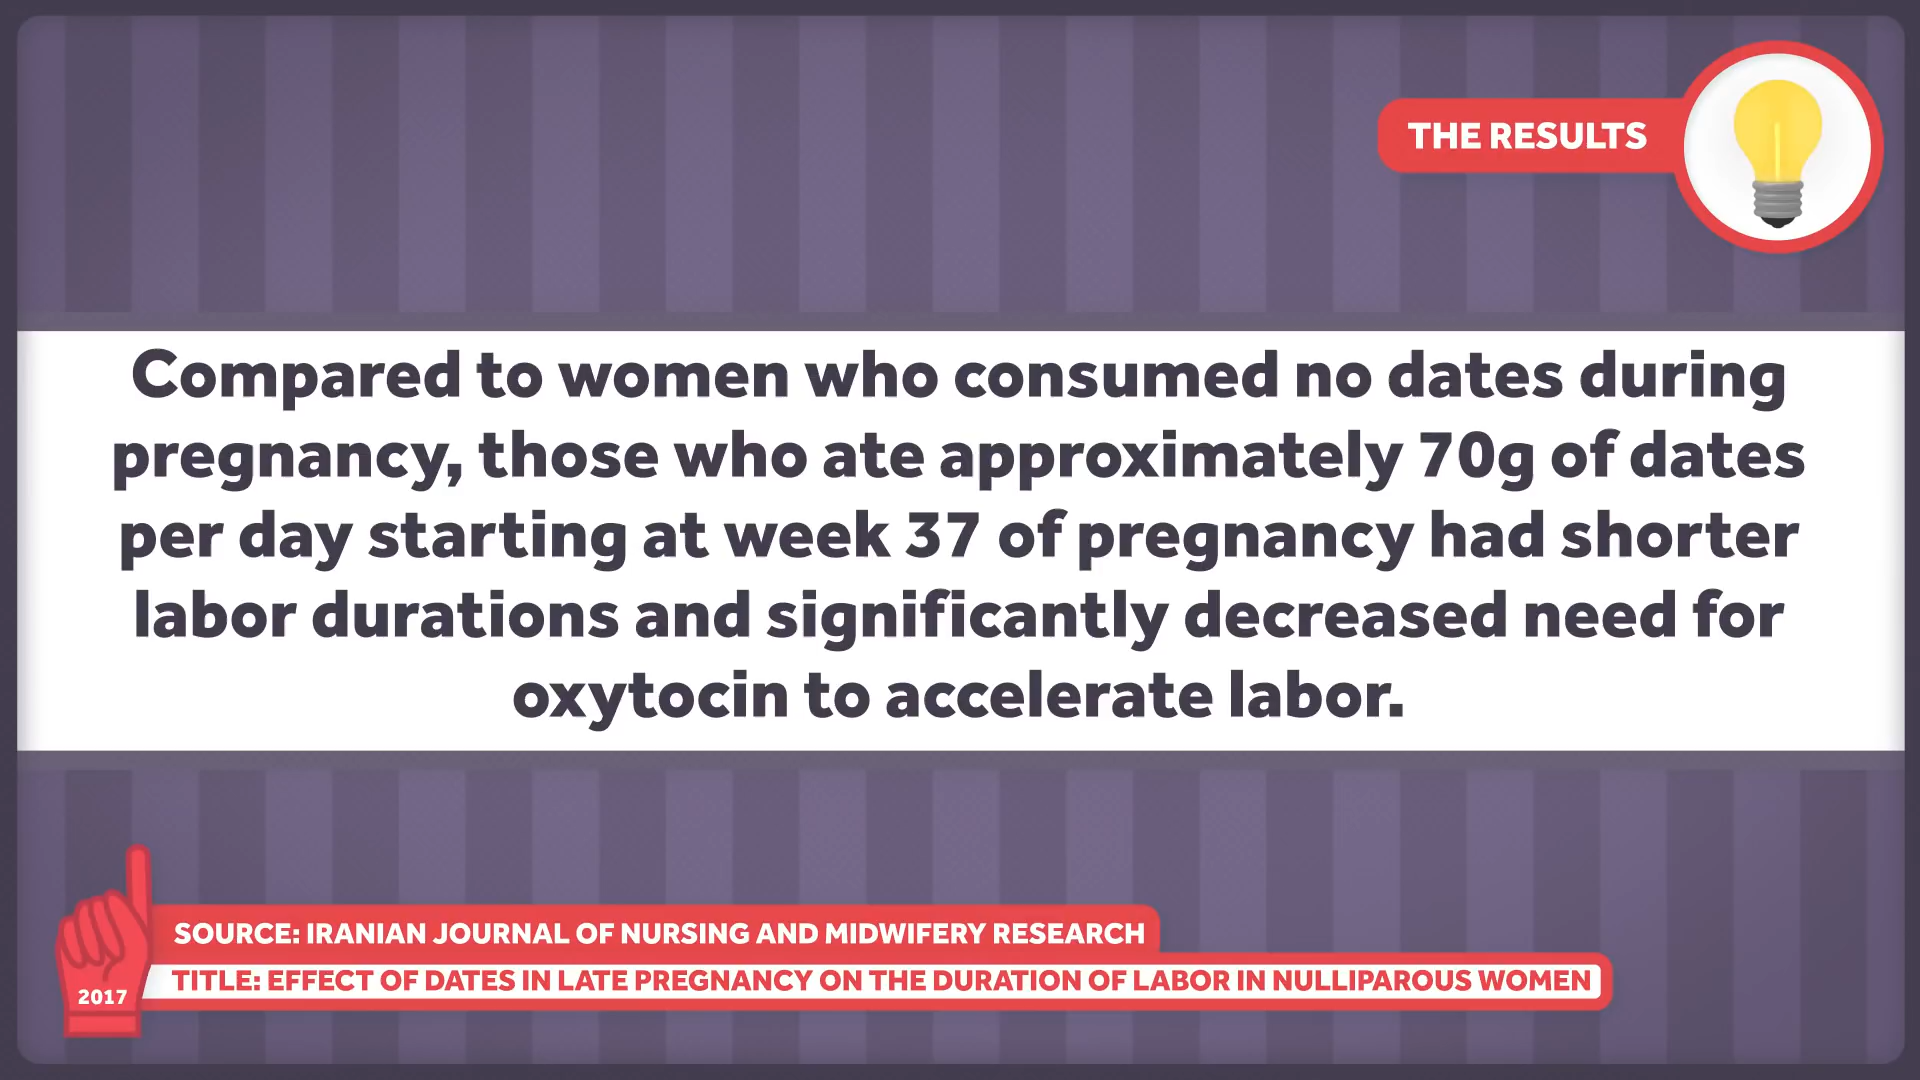 THE RESULTS
Compared to women who consumed no dates during
pregnancy, those who ate approximately 70g of dates
per day starting at week 37 of pregnancy had shorter
labor durations and significantly decreased need for
oxytocin to accelerate labor.
SOURCE: IRANIAN JOURNAL OF NURSING AND MIDWIFERY RESEARCH
TITLE: EFFECT OF DATES IN LATE PREGNANCY ON THE DURATION OF LABOR IN NULLIPAROUS WOMEN
2017